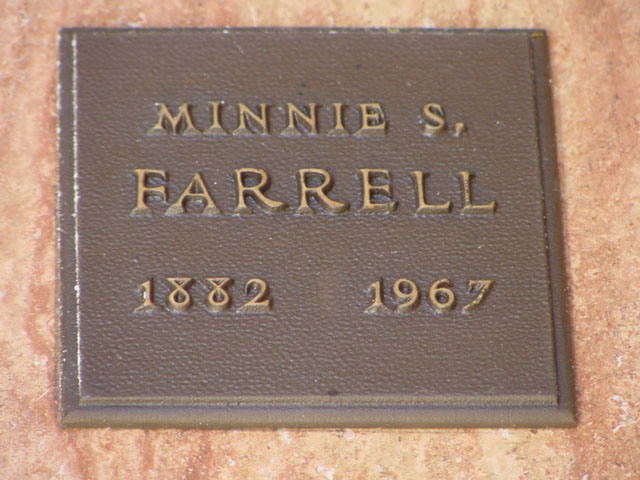 MINNIE S.
FARRELL
1882 1967